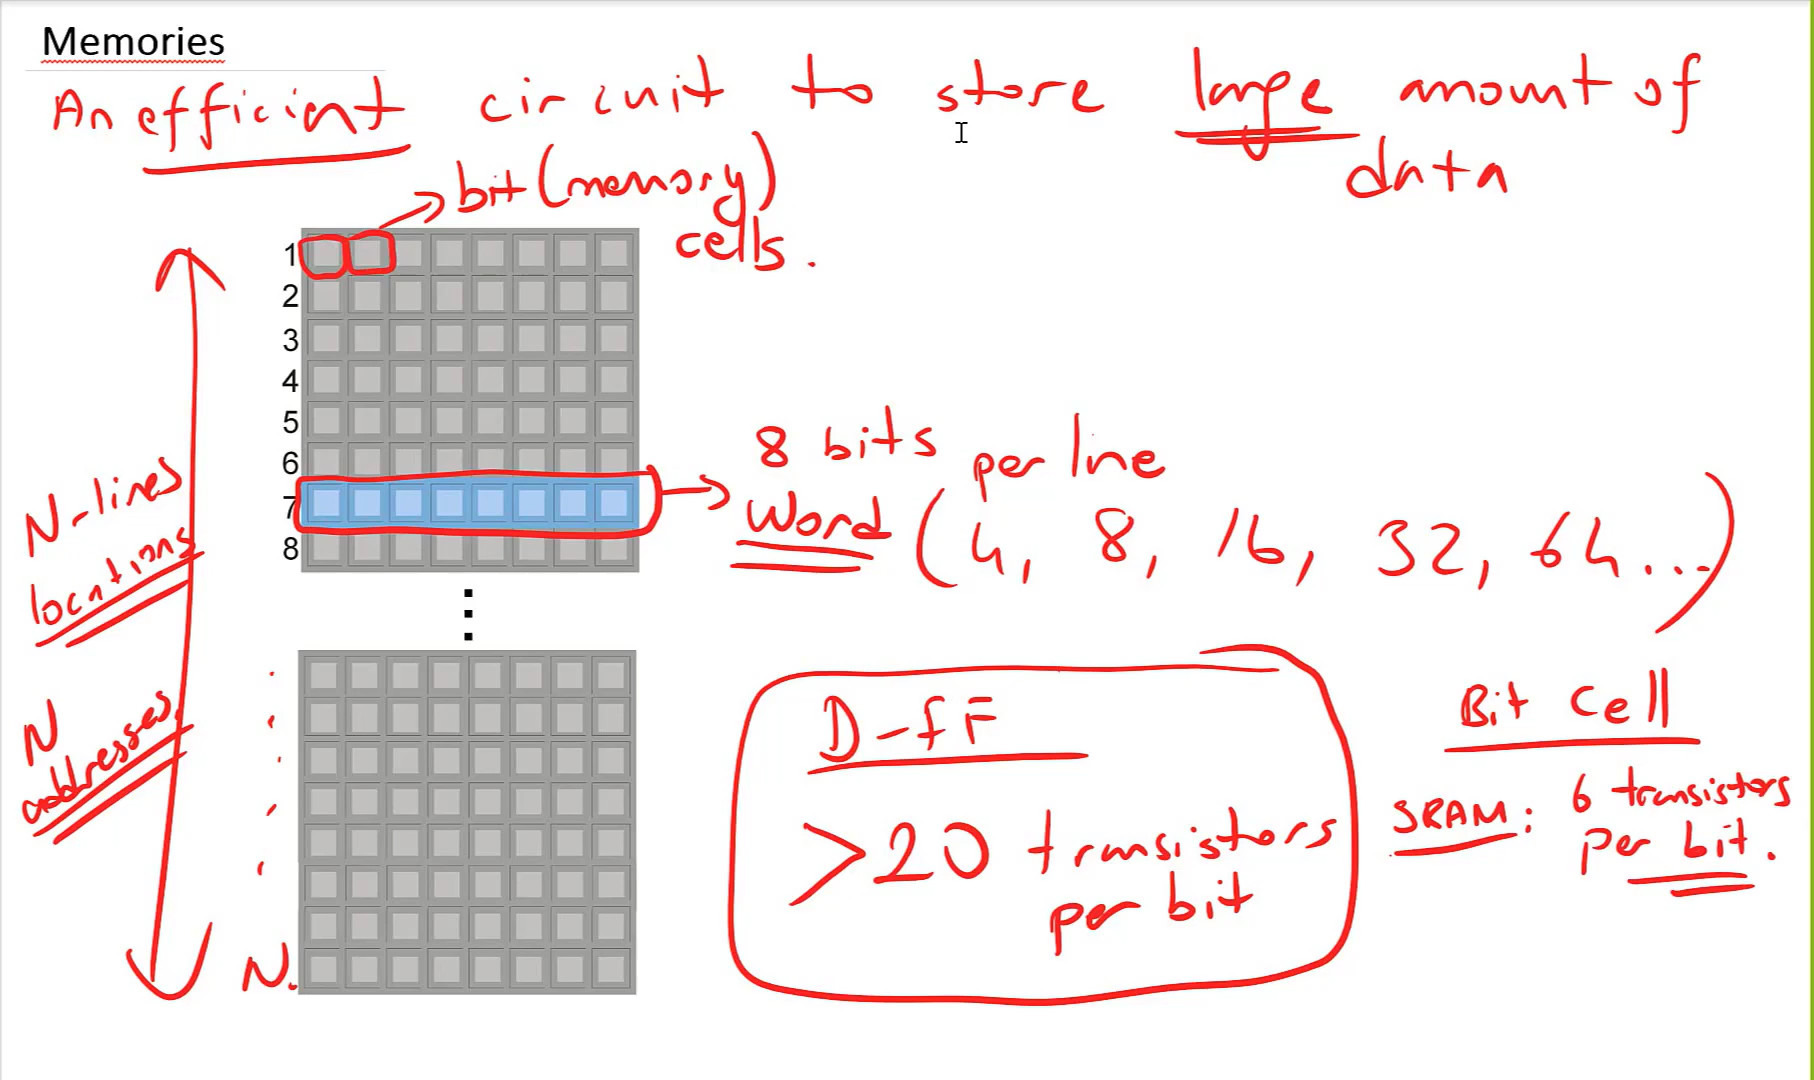 Memories
An efficient circuit to store large amount of
data
bit (memory)
cells.
1
2
3
4
5
6
7
8
N-lines
locations
N
addresses
8 bits per line
Word (4, 8, 16, 32, 64...)
N.
D-fF
>20 transistors
per bit
Bit Cell
SRAM: 6 transistors
per bit.